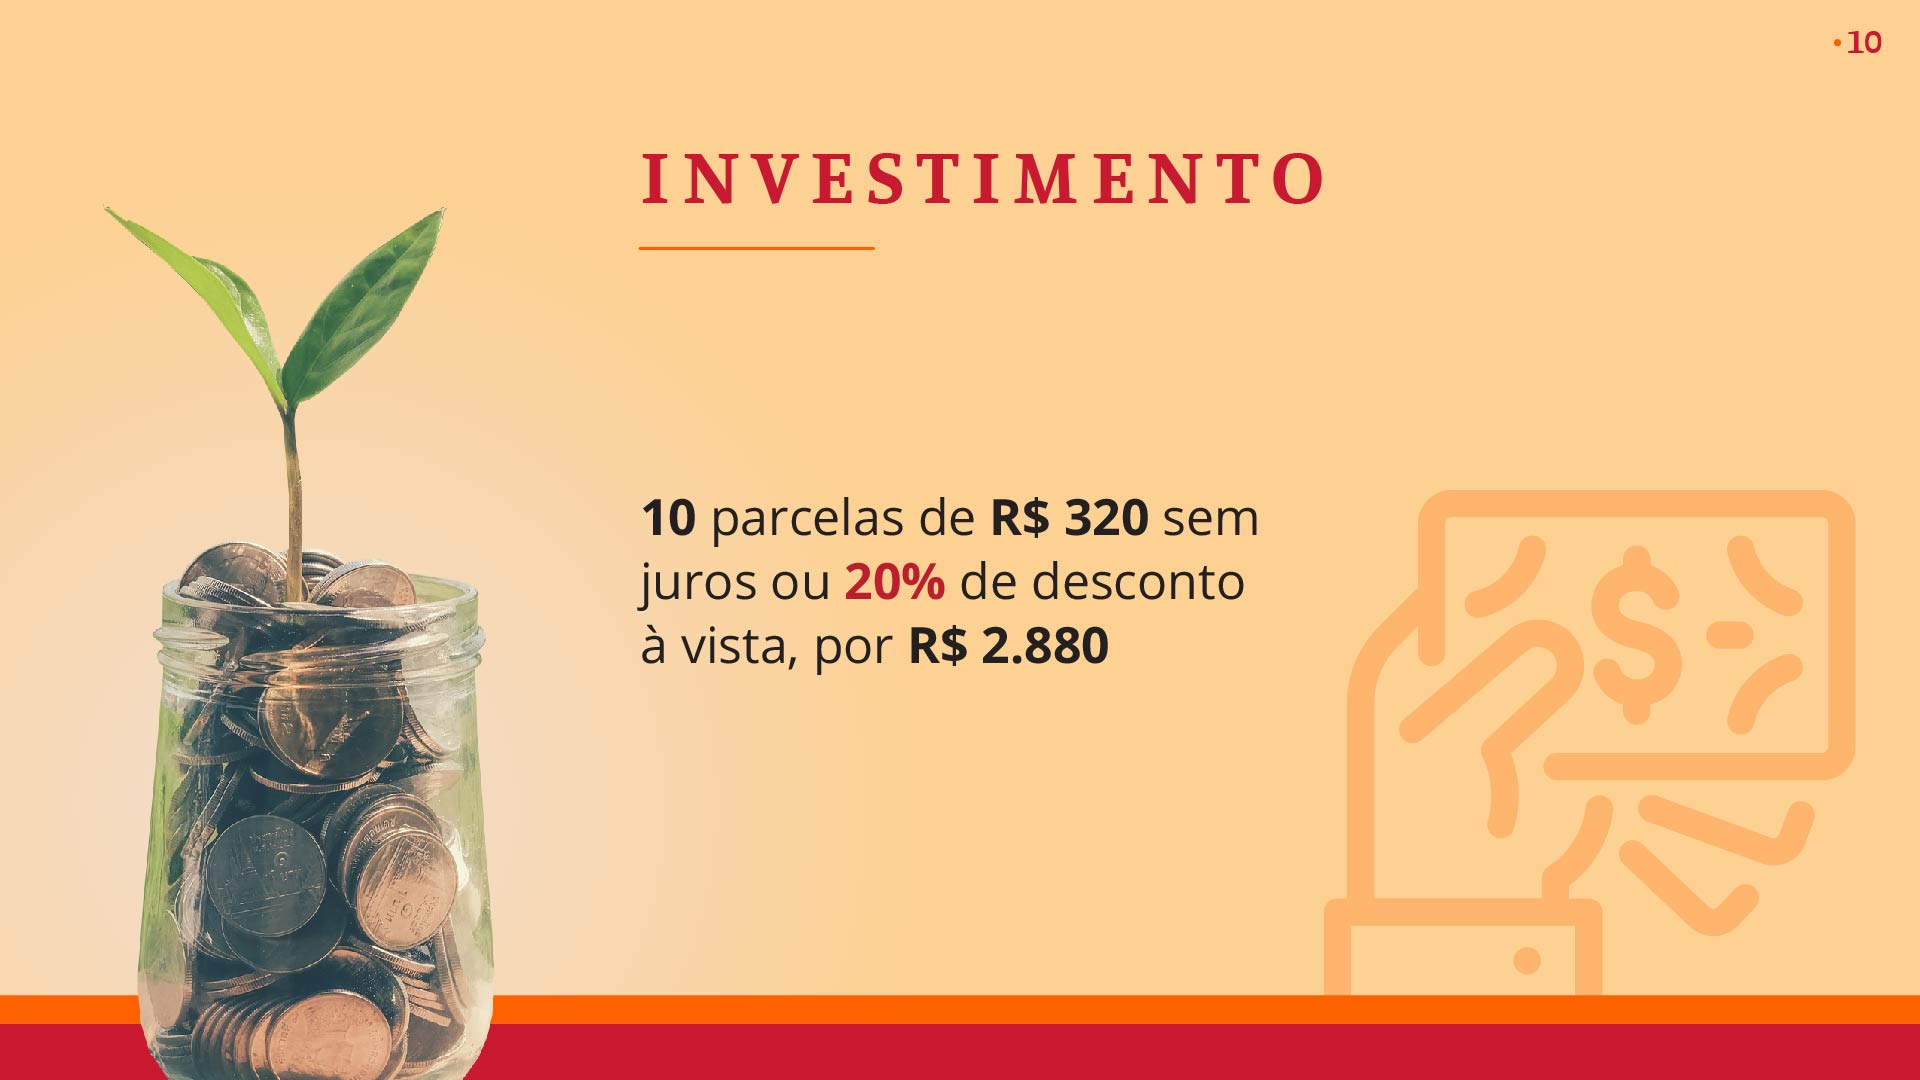 •10
INVESTIMENTO
10 parcelas de R$ 320 sem
juros ou 20% de desconto
à vista, por R$ 2.880